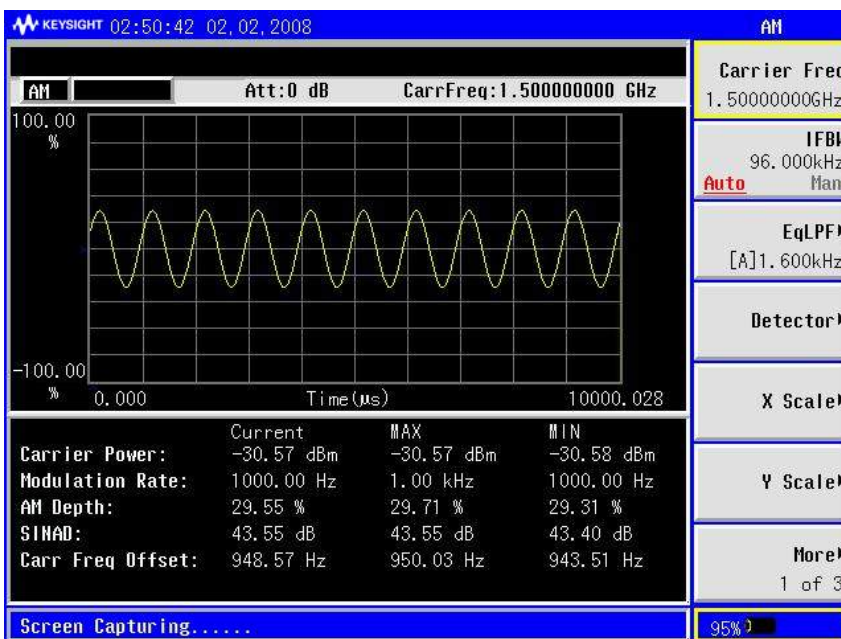 KEYSIGHT 02:50:42 02,02,2008 AM
AM Att:0 dB CarrFreq:1.500000000 GHz
100.00
%
-100.00
%
0.000 Time(µs) 10000.028
Current MAX MIN
Carrier Power: -30.57 dBm -30.57 dBm -30.58 dBm
Modulation Rate: 1000.00 Hz 1.00 kHz 1000.00 Hz
AM Depth: 29.55 % 29.71 % 29.31 %
SINAD: 43.55 dB 43.55 dB 43.40 dB
Carr Freq Offset: 948.57 Hz 950.03 Hz 943.51 Hz
Screen Capturing......
Carrier Freq
1.50000000GHz
IFBW
96.000kHz
Auto Man
EqLPF
[A]1.600kHz
Detector
X Scale
Y Scale
More
1 of 3
95%